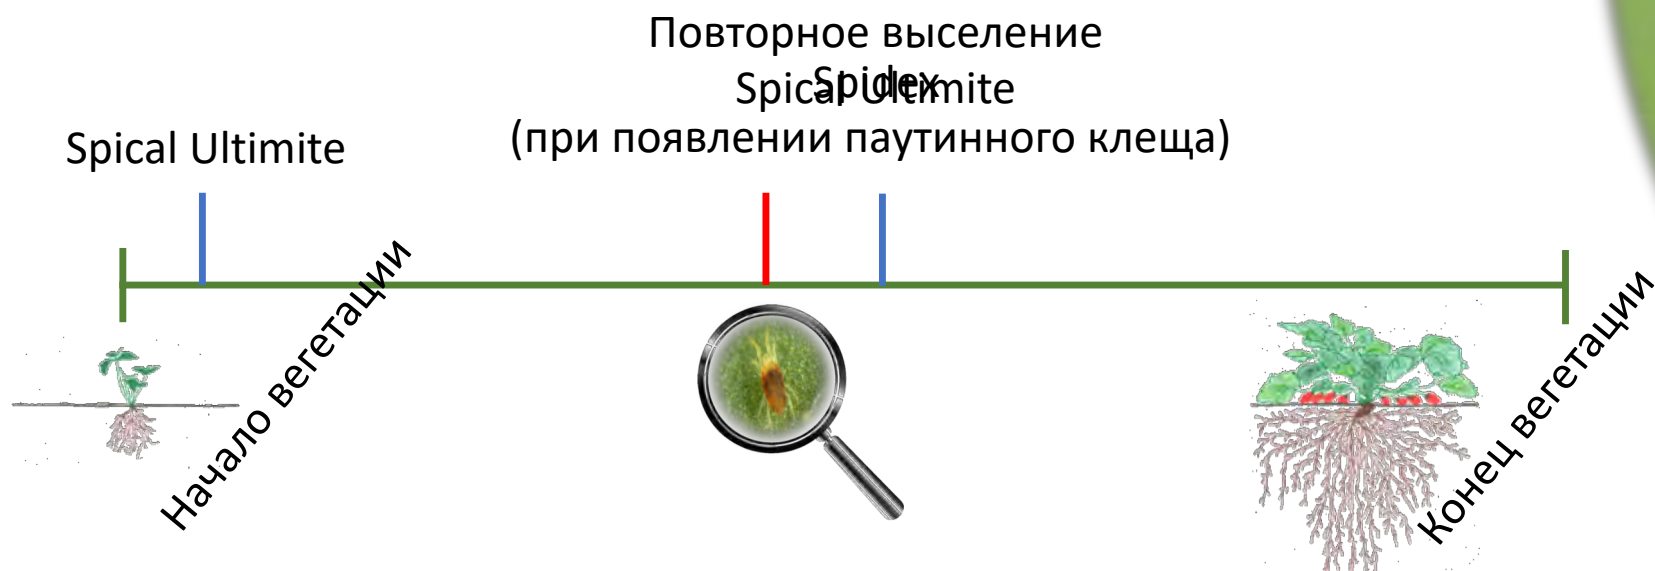 Повторное выселение
Spidex
Spical Ultimite
(при появлении паутинного клеща)
Spical Ultimite
Начало вегетации
Конец вегетации